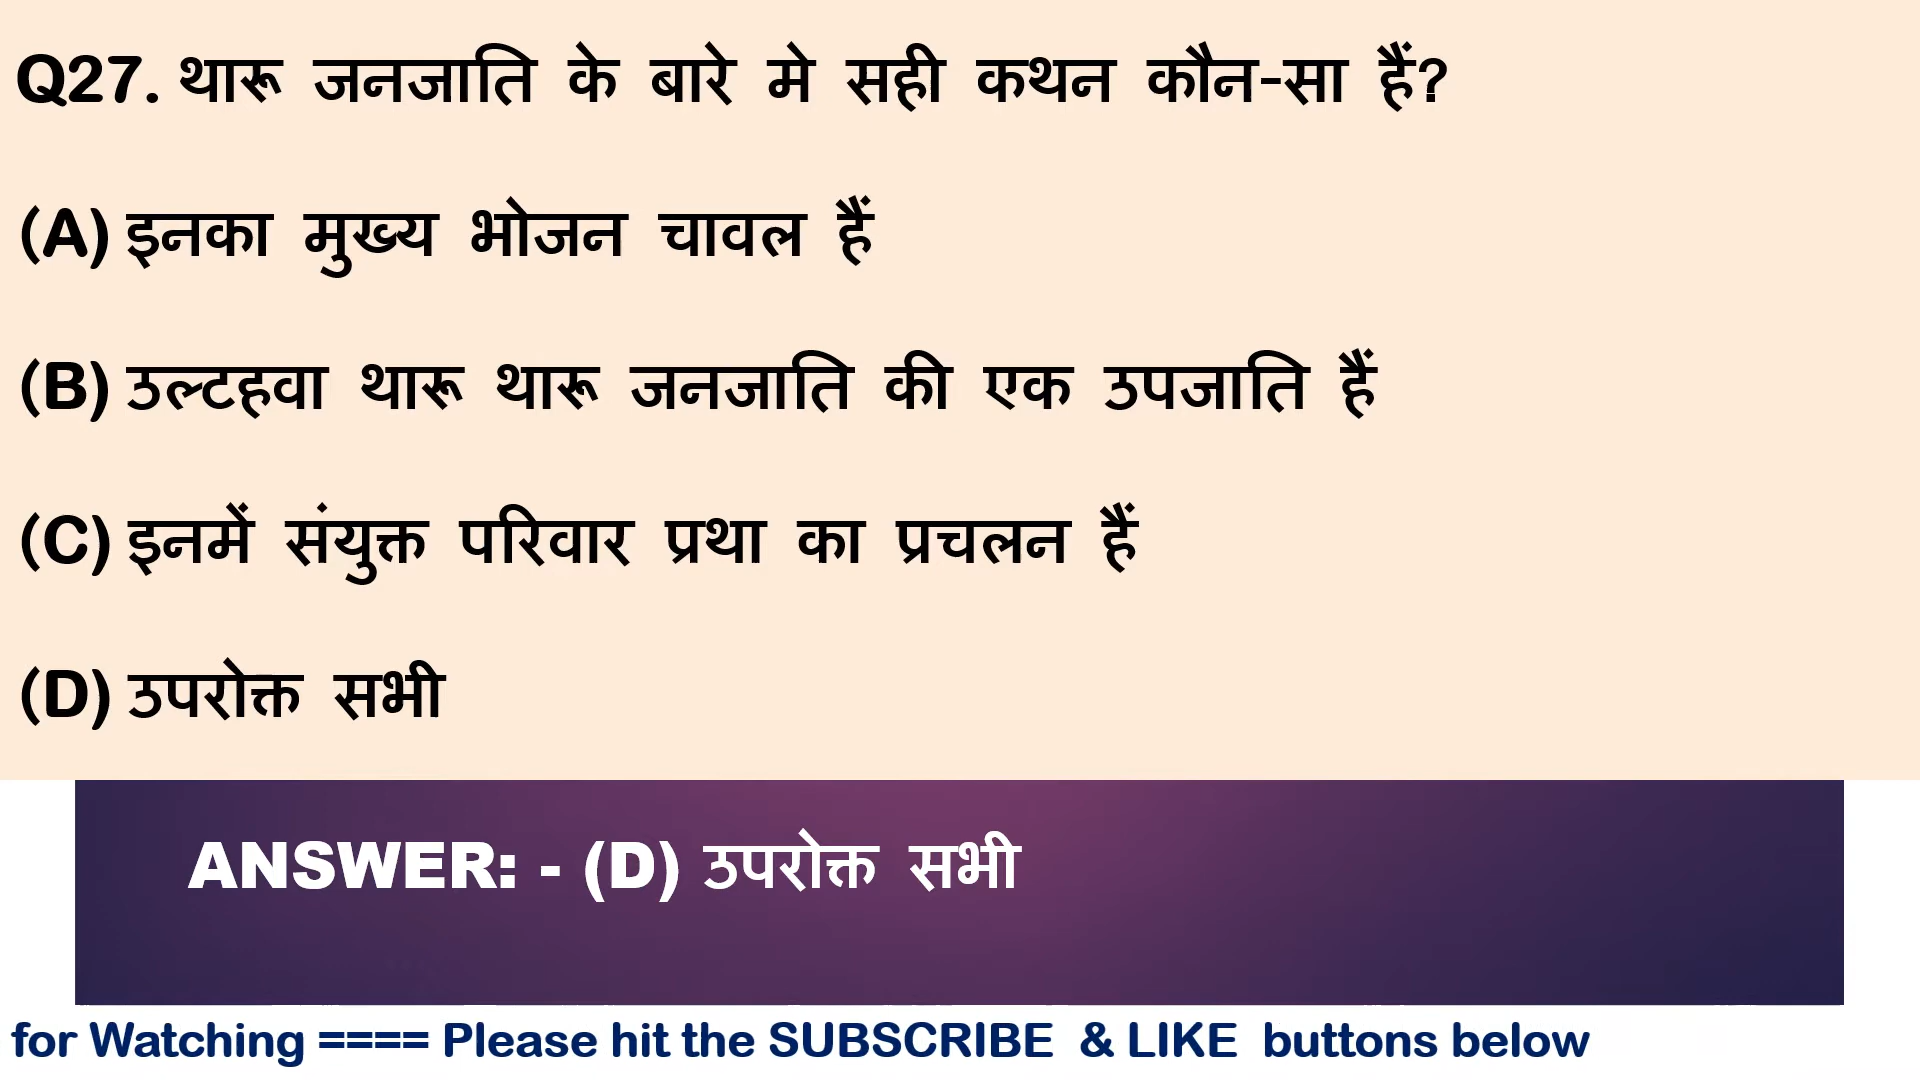 Q27. थारू जनजाति के बारे मे सही कथन कौन-सा हैं?
(A) इनका मुख्य भोजन चावल हैं
(B) उल्टहवा थारू थारू जनजाति की एक उपजाति हैं
(C) इनमें संयुक्त परिवार प्रथा का प्रचलन हैं
(D) उपरोक्त सभी
ANSWER: - (D) उपरोक्त सभी
for Watching ==== Please hit the SUBSCRIBE & LIKE buttons below